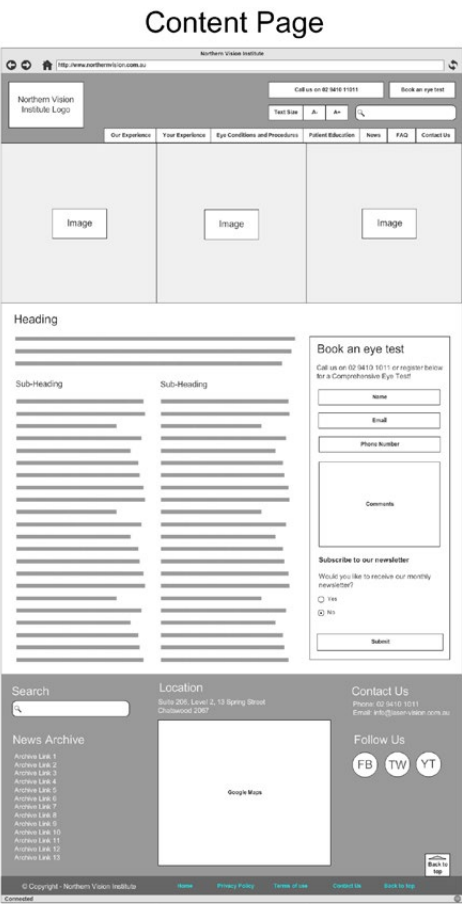 Content Page
Northern Vision Institute
http://www.northernvision.com.au
Northern Vision
Institute Logo
Call us on 02 9410 11011
Book an eye test
Text Size
A-
A+
Our Experience
Your Experience
Eye Conditions and Procedures
Patient Education
News
FAQ
Contact Us
Image
Image
Image
Heading
Sub-Heading
Sub-Heading
Book an eye test
Call us on 02 9410 1011 or register below
for a Comprehensive Eye Test!
Name
Email
Phone Number
Comments
Subscribe to our newsletter
Would you like to receive our monthly
newsletter?
Yes
No
Submit
Search
News Archive
Archive Link 1
Archive Link 2
Archive Link 3
Archive Link 4
Archive Link 5
Archive Link 6
Archive Link 7
Archive Link 8
Archive Link 9
Archive Link 10
Archive Link 11
Archive Link 12
Archive Link 13
Location
Suite 206, Level 2, 13 Spring Street
Chatswood 2067
Google Maps
Contact Us
Phone: 02 9410 1011
Email: info@laser-vision.com.au
Follow Us
FB
TW
YT
Back to
top
© Copyright - Northern Vision Institute
Home
Privacy Policy
Terms of use
Contact Us
Back to top
Connected